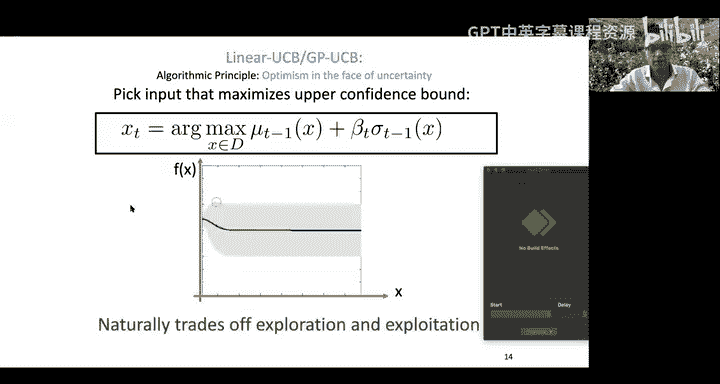 GPT中英字幕课程资源
bilibili
Linear-UCB/GP-UCB:
Algorithmic Principle: Optimism in the face of uncertainty
Pick input that maximizes upper confidence bound:
x_t = arg max_{x∈D} μ_{t−1}(x) + β_tσ_{t−1}(x)
f(x)
x
No Build Effects
Start
Delay
Naturally trades off exploration and exploitation
14